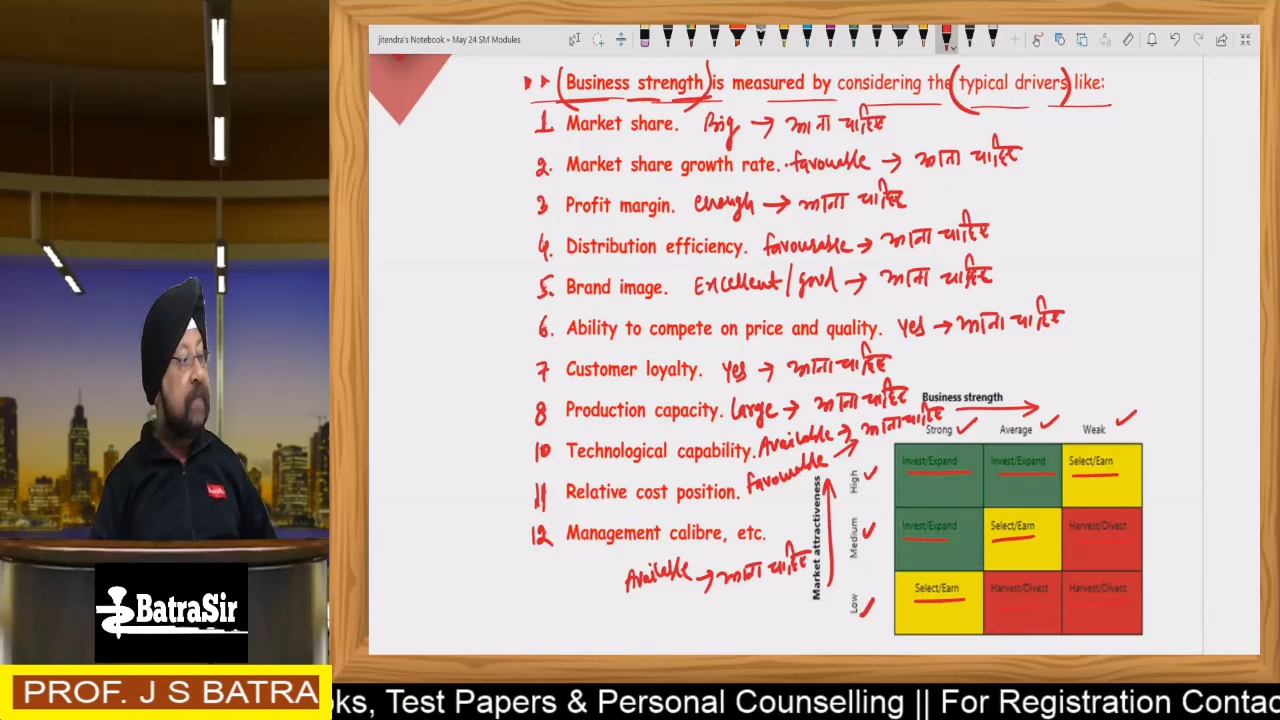 jitendra's Notebook » May 24 SM Modules
(Business strength) is measured by considering the (typical drivers) like:
1 Market share. Big → आना चाहिए
2. Market share growth rate. favourable → आना चाहिए
3 Profit margin. enough → आना चाहिए
4. Distribution efficiency. favourable → आना चाहिए
5. Brand image. Excellent/good → आना चाहिए
6. Ability to compete on price and quality. Yes → आना चाहिए
7 Customer loyalty. Yes → आना चाहिए
8 Production capacity. Large → आना चाहिए
10 Technological capability. Available → आना चाहिए
11 Relative cost position. favourable →
12 Management calibre, etc.
Available → आना चाहिए
Business strength
Strong Average Weak
Market attractiveness
High Invest/Expand Invest/Expand Select/Earn
Medium Invest/Expand Select/Earn Harvest/Divest
Low Select/Earn Harvest/Divest Harvest/Divest
BatraSir
PROF. J S BATRA
oks, Test Papers & Personal Counselling || For Registration Contac